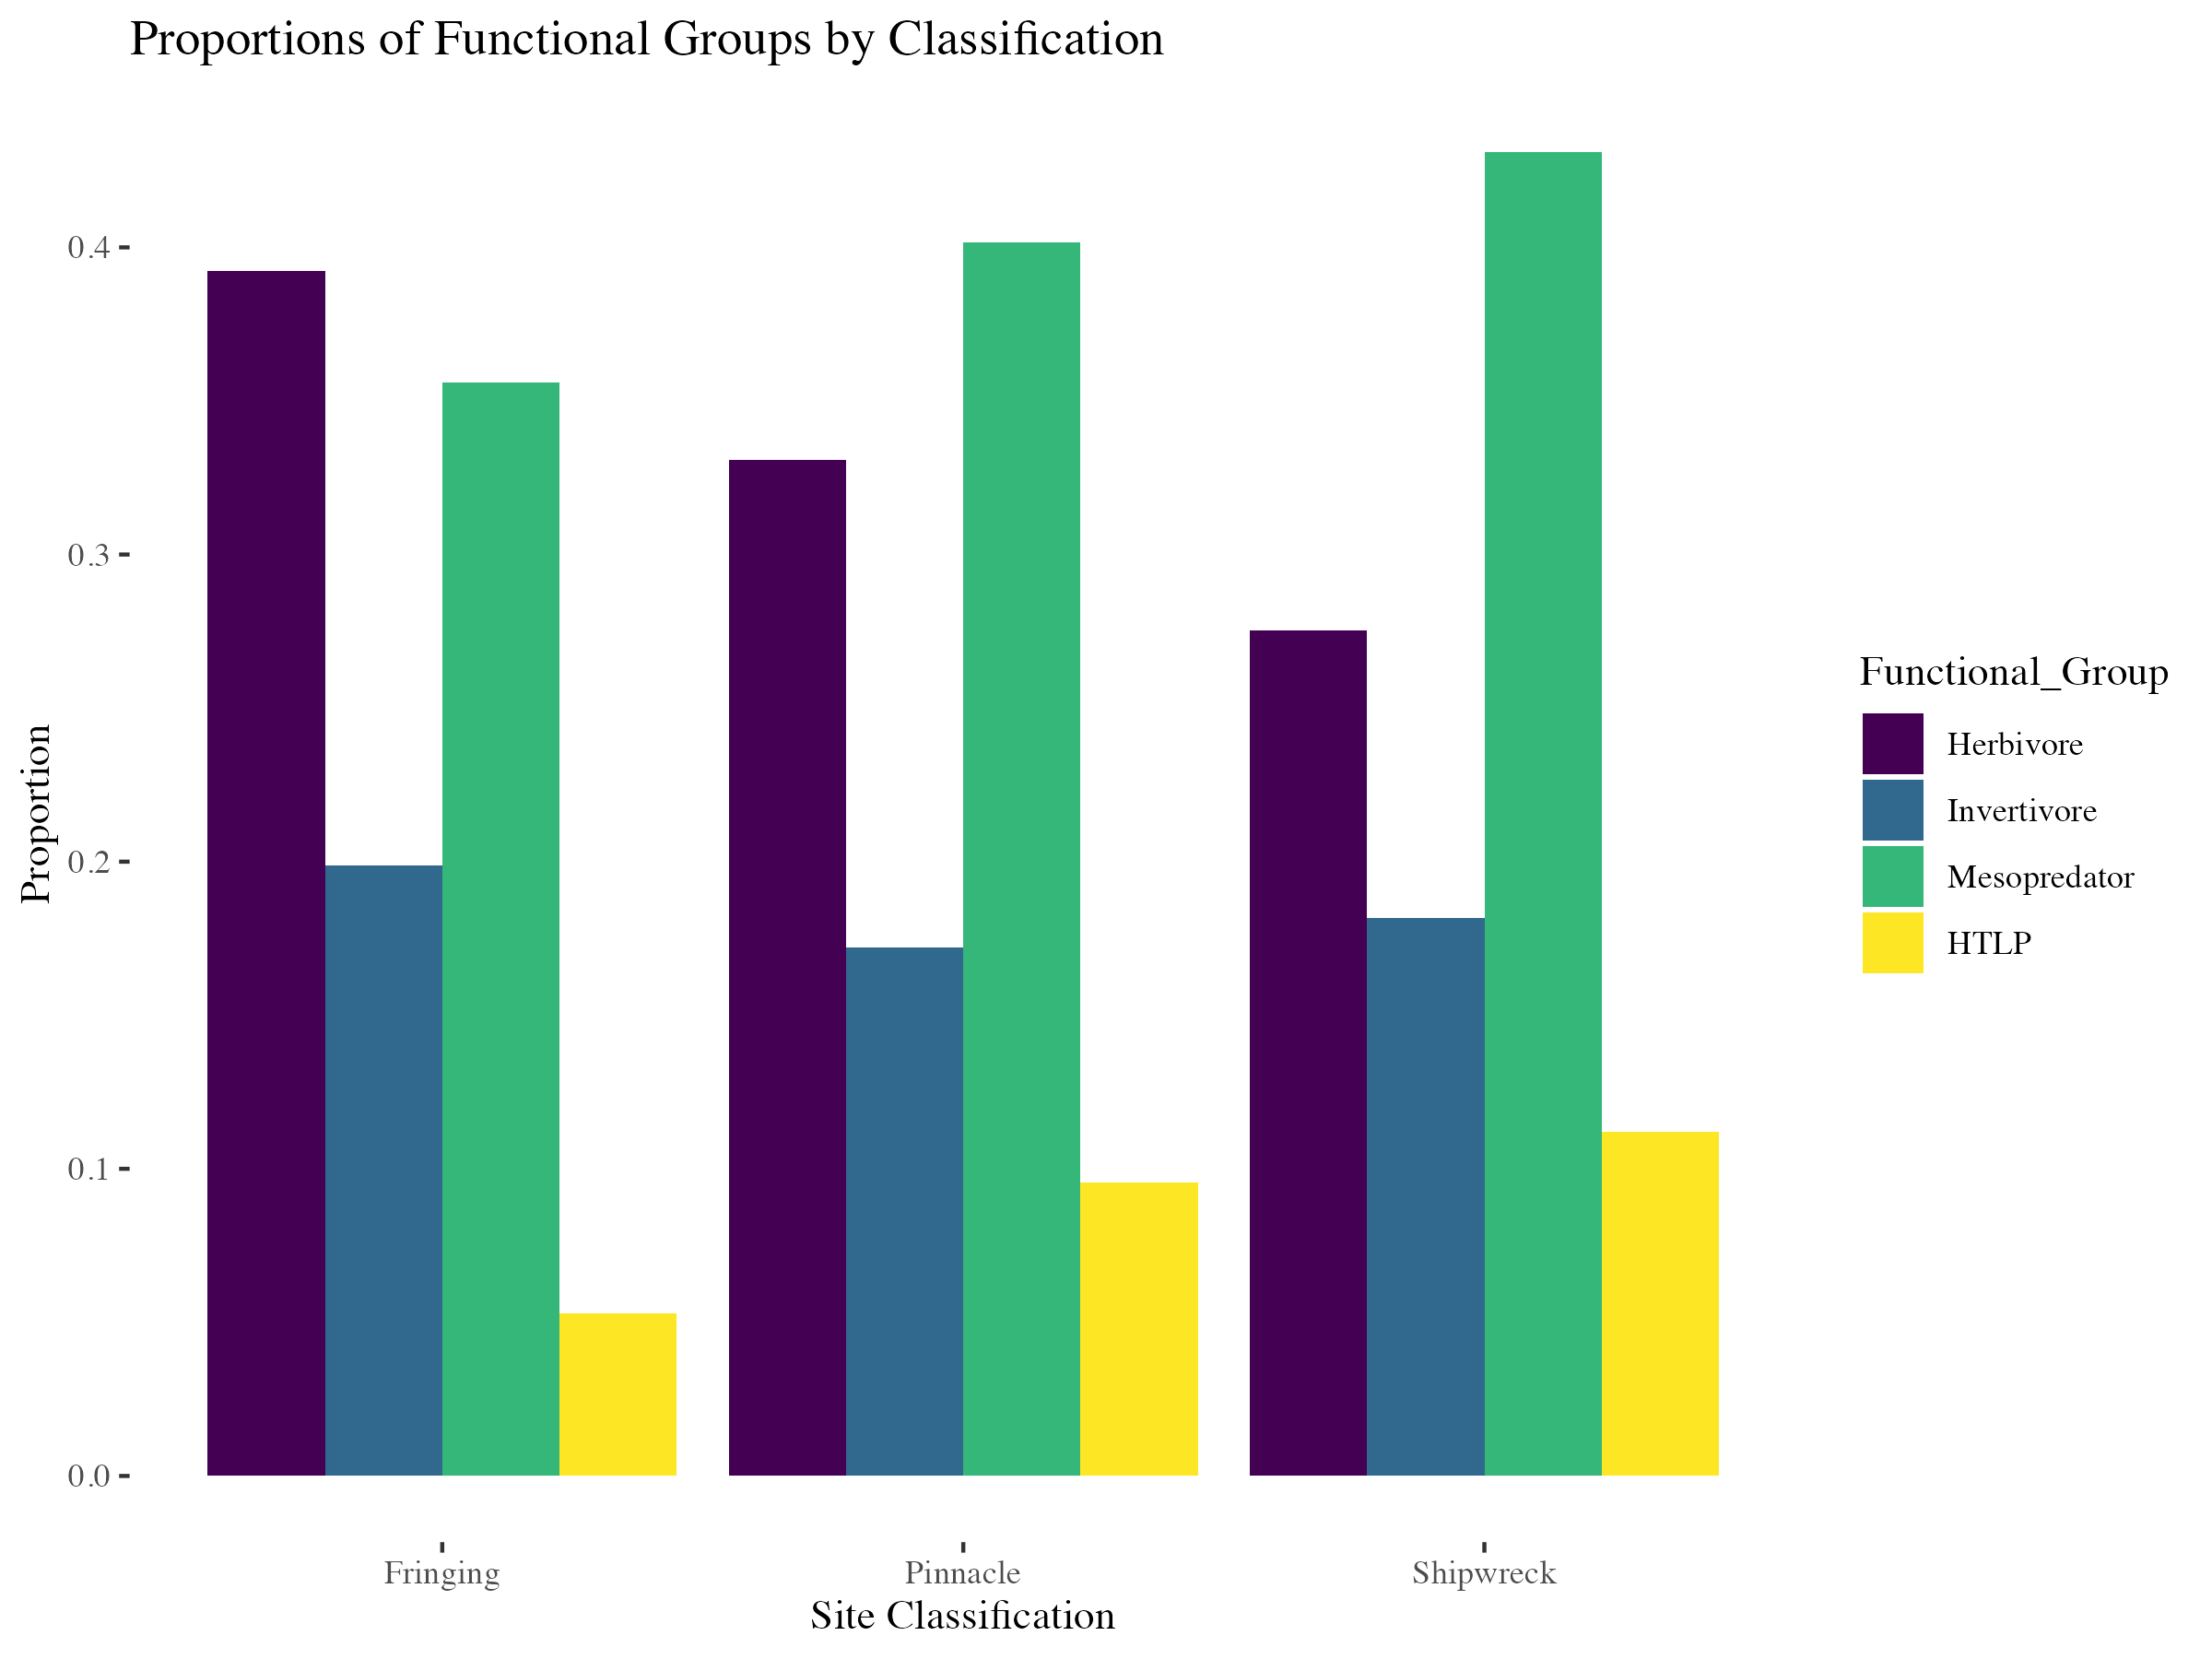 Proportions of Functional Groups by Classification
Proportion
0.4
0.3
0.2
0.1
0.0
Fringing
Pinnacle
Shipwreck
Site Classification
Functional_Group
Herbivore
Invertivore
Mesopredator
HTLP